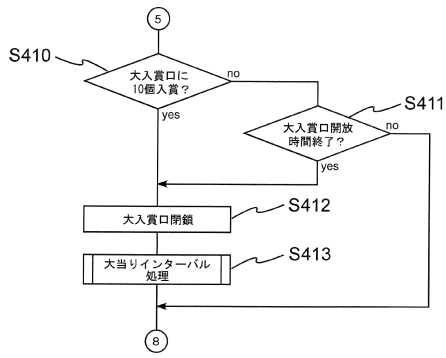 5
S410
大入賞口に
10個入賞？
no
yes
S411
大入賞口開放
時間終了？
no
yes
大入賞口閉鎖
S412
大当りインターバル
処理
S413
8